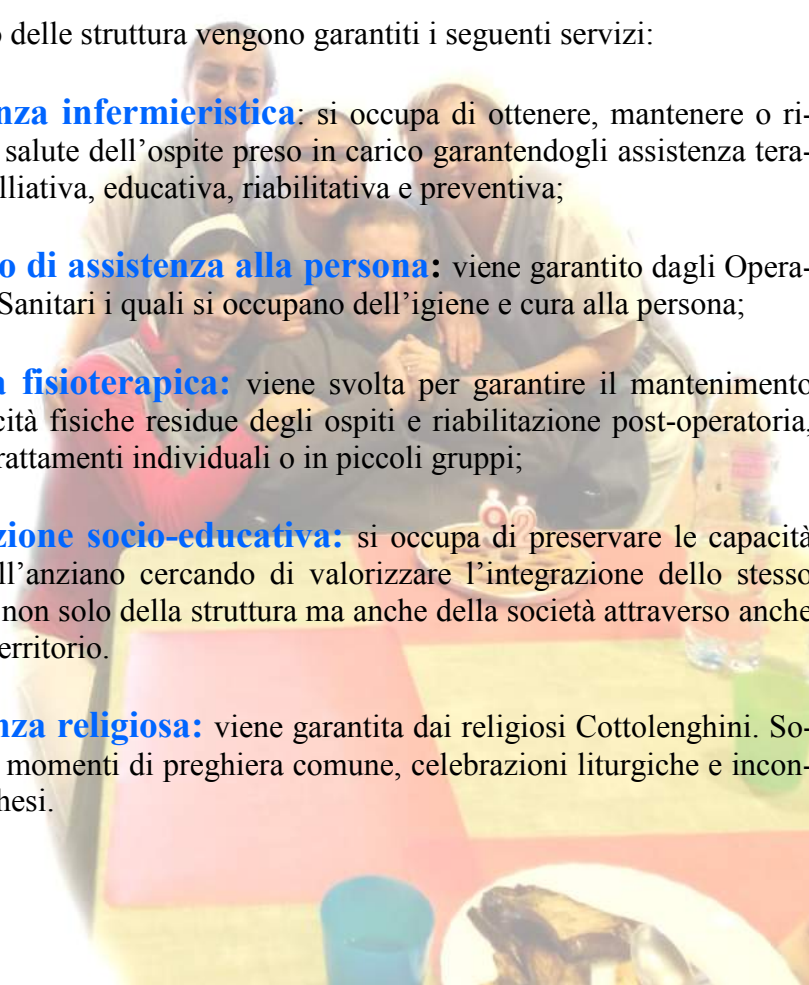 o delle struttura vengono garantiti i seguenti servizi:
nza infermieristica: si occupa di ottenere, mantenere o ri-
salute dell’ospite preso in carico garantendogli assistenza tera-
lliativa, educativa, riabilitativa e preventiva;
o di assistenza alla persona: viene garantito dagli Opera-
Sanitari i quali si occupano dell’igiene e cura alla persona;
a fisioterapica: viene svolta per garantire il mantenimento
cità fisiche residue degli ospiti e riabilitazione post-operatoria,
rattamenti individuali o in piccoli gruppi;
zione socio-educativa: si occupa di preservare le capacità
ll’anziano cercando di valorizzare l’integrazione dello stesso
non solo della struttura ma anche della società attraverso anche
erritorio.
nza religiosa: viene garantita dai religiosi Cottolenghini. So-
momenti di preghiera comune, celebrazioni liturgiche e incon-
hesi.